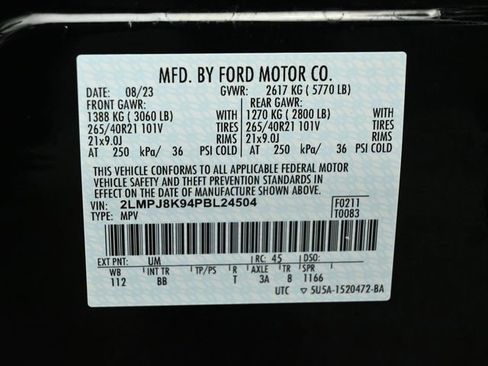 MFD. BY FORD MOTOR CO.
DATE: 08/23 GVWR: 2617 KG ( 5770 LB)
FRONT GAWR: REAR GAWR:
1388 KG ( 3060 LB) 1270 KG ( 2800 LB)
265/40R21 101V TIRES 265/40R21 101V
21x9.0J RIMS 21x9.0J
AT 250 kPa/ 36 PSI COLD AT 250 kPa/ 36 PSI COLD
THIS VEHICLE CONFORMS TO ALL APPLICABLE FEDERAL MOTOR
VEHICLE SAFETY AND THEFT PREVENTION STANDARDS IN
EFFECT ON THE DATE OF MANUFACTURE SHOWN ABOVE.
VIN: 2LMPJ8K94PBL24504 F0211
TYPE: MPV T0083
EXT PNT: UM RC: 45 DSO:
WB INT TR TP/PS R AXLE TR SPR
112 BB T 3A 8 1166
UTC ▽5U5A-1520472-BA